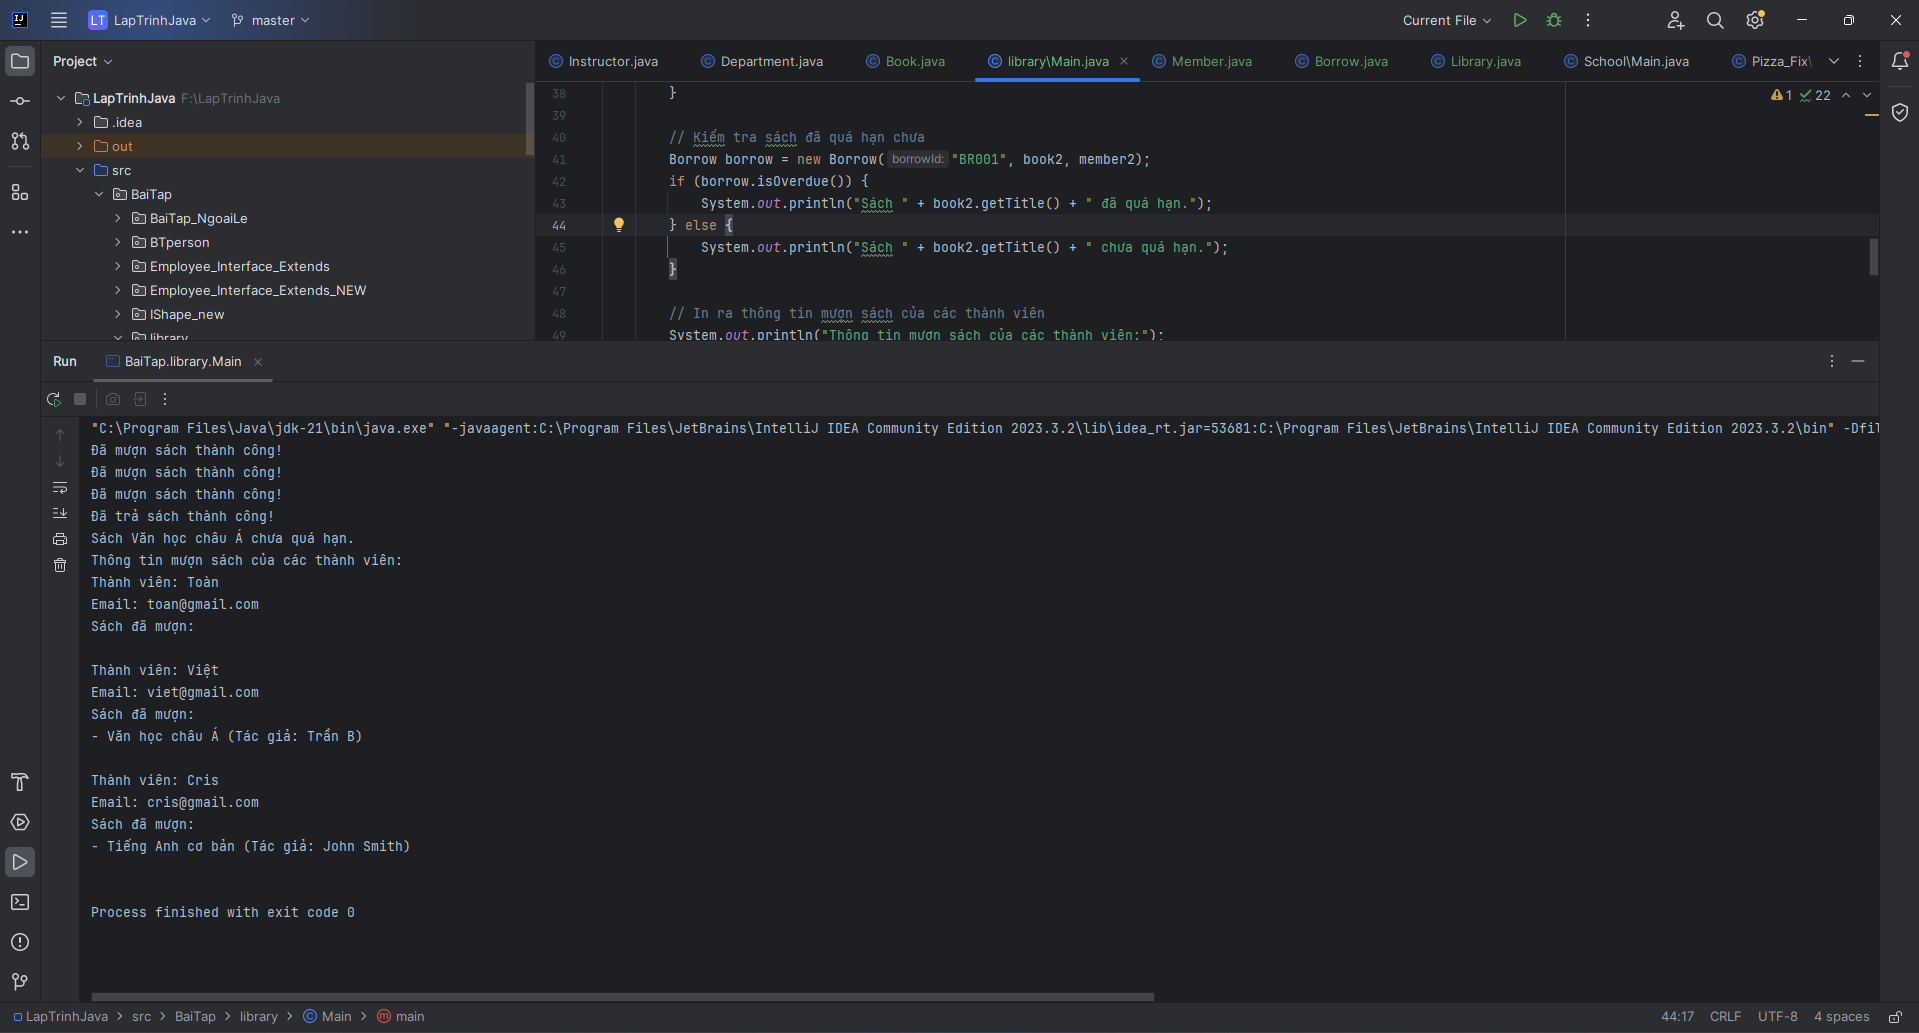 LT LapTrinhJava master Current File
Project
LapTrinhJava F:\LapTrinhJava
.idea
out
src
BaiTap
BaiTap_NgoaiLe
BTperson
Employee_Interface_Extends
Employee_Interface_Extends_NEW
IShape_new
library
Instructor.java Department.java Book.java library\Main.java Member.java Borrow.java Library.java School\Main.java Pizza_Fix\
1 22
38 }
39
40 // Kiểm tra sách đã quá hạn chưa
41 Borrow borrow = new Borrow( borrowId: "BR001", book2, member2);
42 if (borrow.isOverdue()) {
43 System.out.println("Sách " + book2.getTitle() + " đã quá hạn.");
44 } else {
45 System.out.println("Sách " + book2.getTitle() + " chưa quá hạn.");
46 }
47
48 // In ra thông tin mượn sách của các thành viên
49 System.out.println("Thông tin mượn sách của các thành viên:");
Run BaiTap.library.Main
"C:\Program Files\Java\jdk-21\bin\java.exe" "-javaagent:C:\Program Files\JetBrains\IntelliJ IDEA Community Edition 2023.3.2\lib\idea_rt.jar=53681:C:\Program Files\JetBrains\IntelliJ IDEA Community Edition 2023.3.2\bin" -Dfil
Đã mượn sách thành công!
Đã mượn sách thành công!
Đã mượn sách thành công!
Đã trả sách thành công!
Sách Văn học châu Á chưa quá hạn.
Thông tin mượn sách của các thành viên:
Thành viên: Toàn
Email: toan@gmail.com
Sách đã mượn:
Thành viên: Việt
Email: viet@gmail.com
Sách đã mượn:
- Văn học châu Á (Tác giả: Trần B)
Thành viên: Cris
Email: cris@gmail.com
Sách đã mượn:
- Tiếng Anh cơ bản (Tác giả: John Smith)
Process finished with exit code 0
LapTrinhJava > src > BaiTap > library > Main > main
44:17 CRLF UTF-8 4 spaces